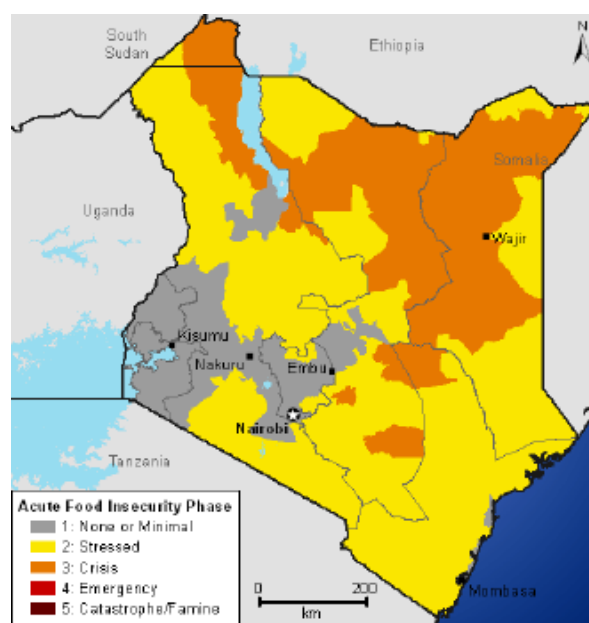 South
Sudan
Ethiopia
N
Somalia
Uganda
Wajir
Kisumu
Nakuru
Embu
Nairobi
Tanzania
Mombasa
Acute Food Insecurity Phase
1: None or Minimal
2: Stressed
3: Crisis
4: Emergency
5: Catastrophe/Famine
0 200
km